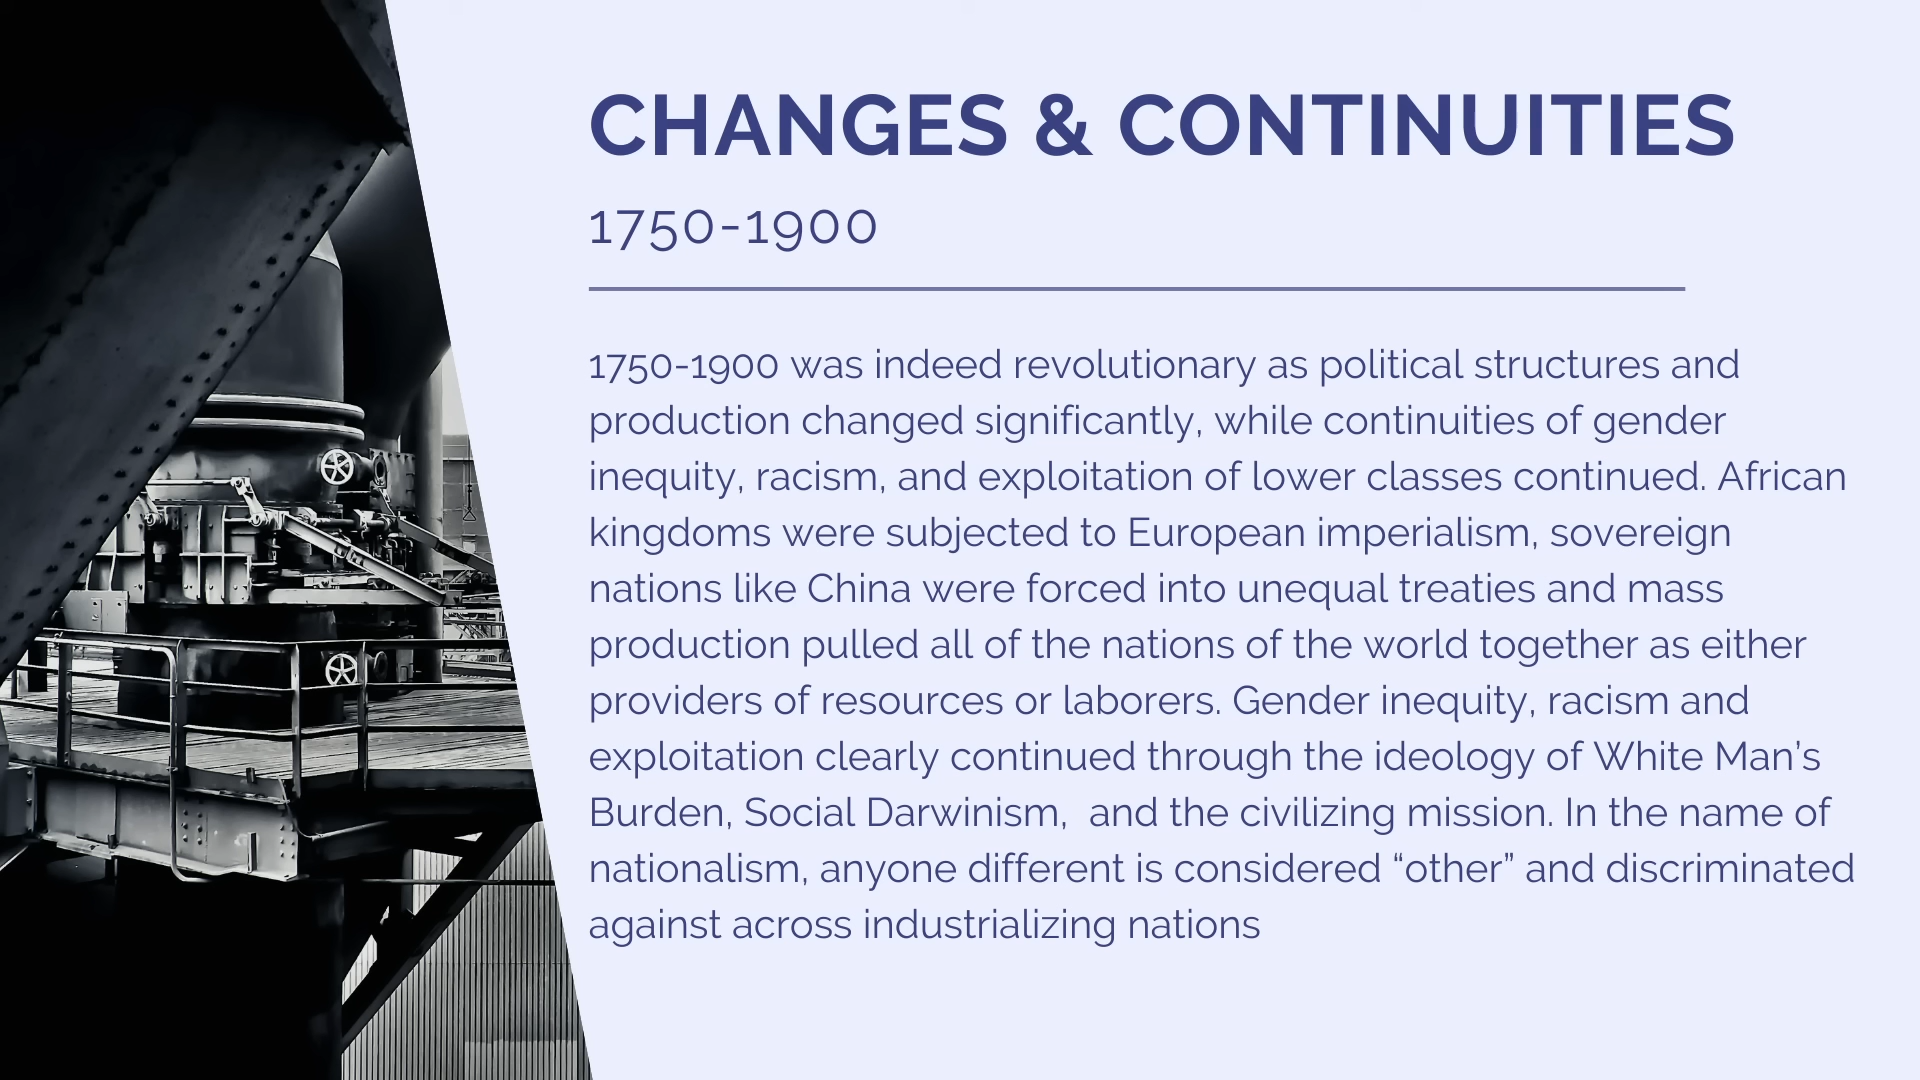 CHANGES & CONTINUITIES
1750-1900
1750-1900 was indeed revolutionary as political structures and
production changed significantly, while continuities of gender
inequity, racism, and exploitation of lower classes continued. African
kingdoms were subjected to European imperialism, sovereign
nations like China were forced into unequal treaties and mass
production pulled all of the nations of the world together as either
providers of resources or laborers. Gender inequity, racism and
exploitation clearly continued through the ideology of White Man’s
Burden, Social Darwinism,  and the civilizing mission. In the name of
nationalism, anyone different is considered “other” and discriminated
against across industrializing nations